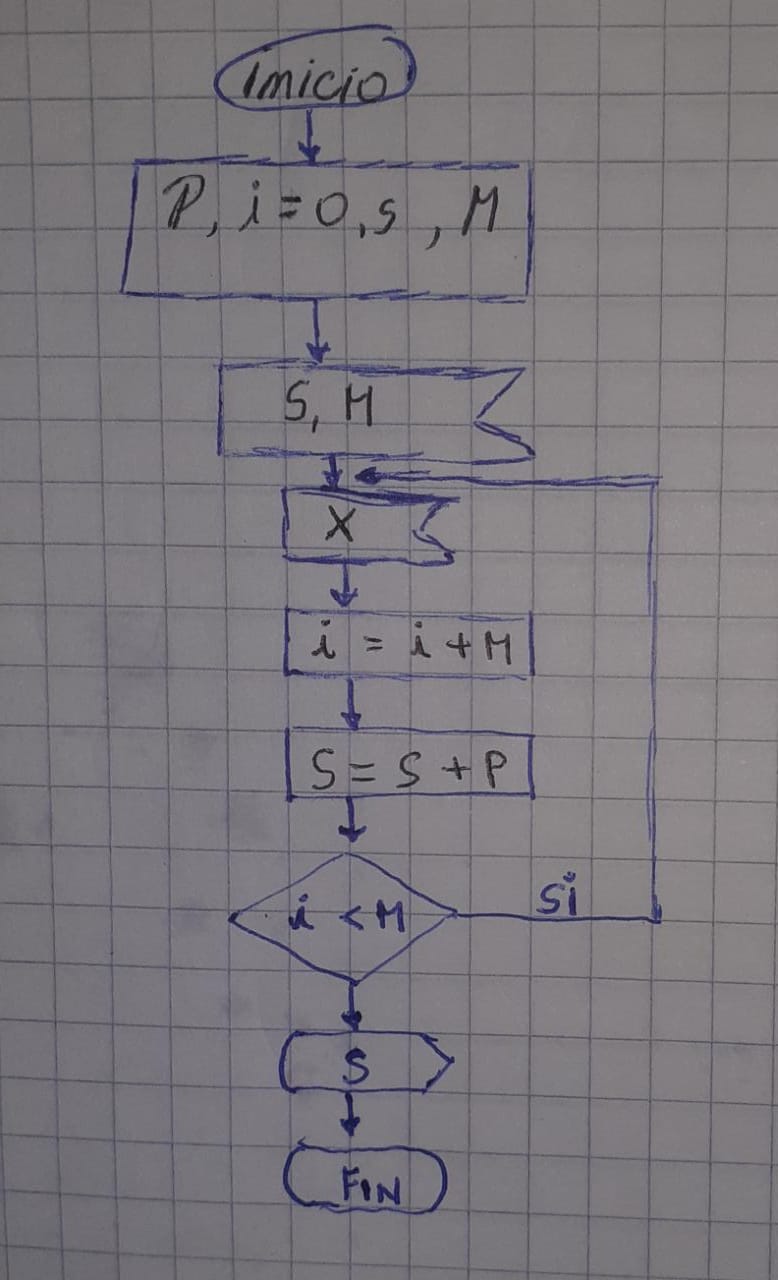 Inicio
P, i=0,s , M
S, M
X
i = i + M
S = S + P
i < M
Si
S
FIN